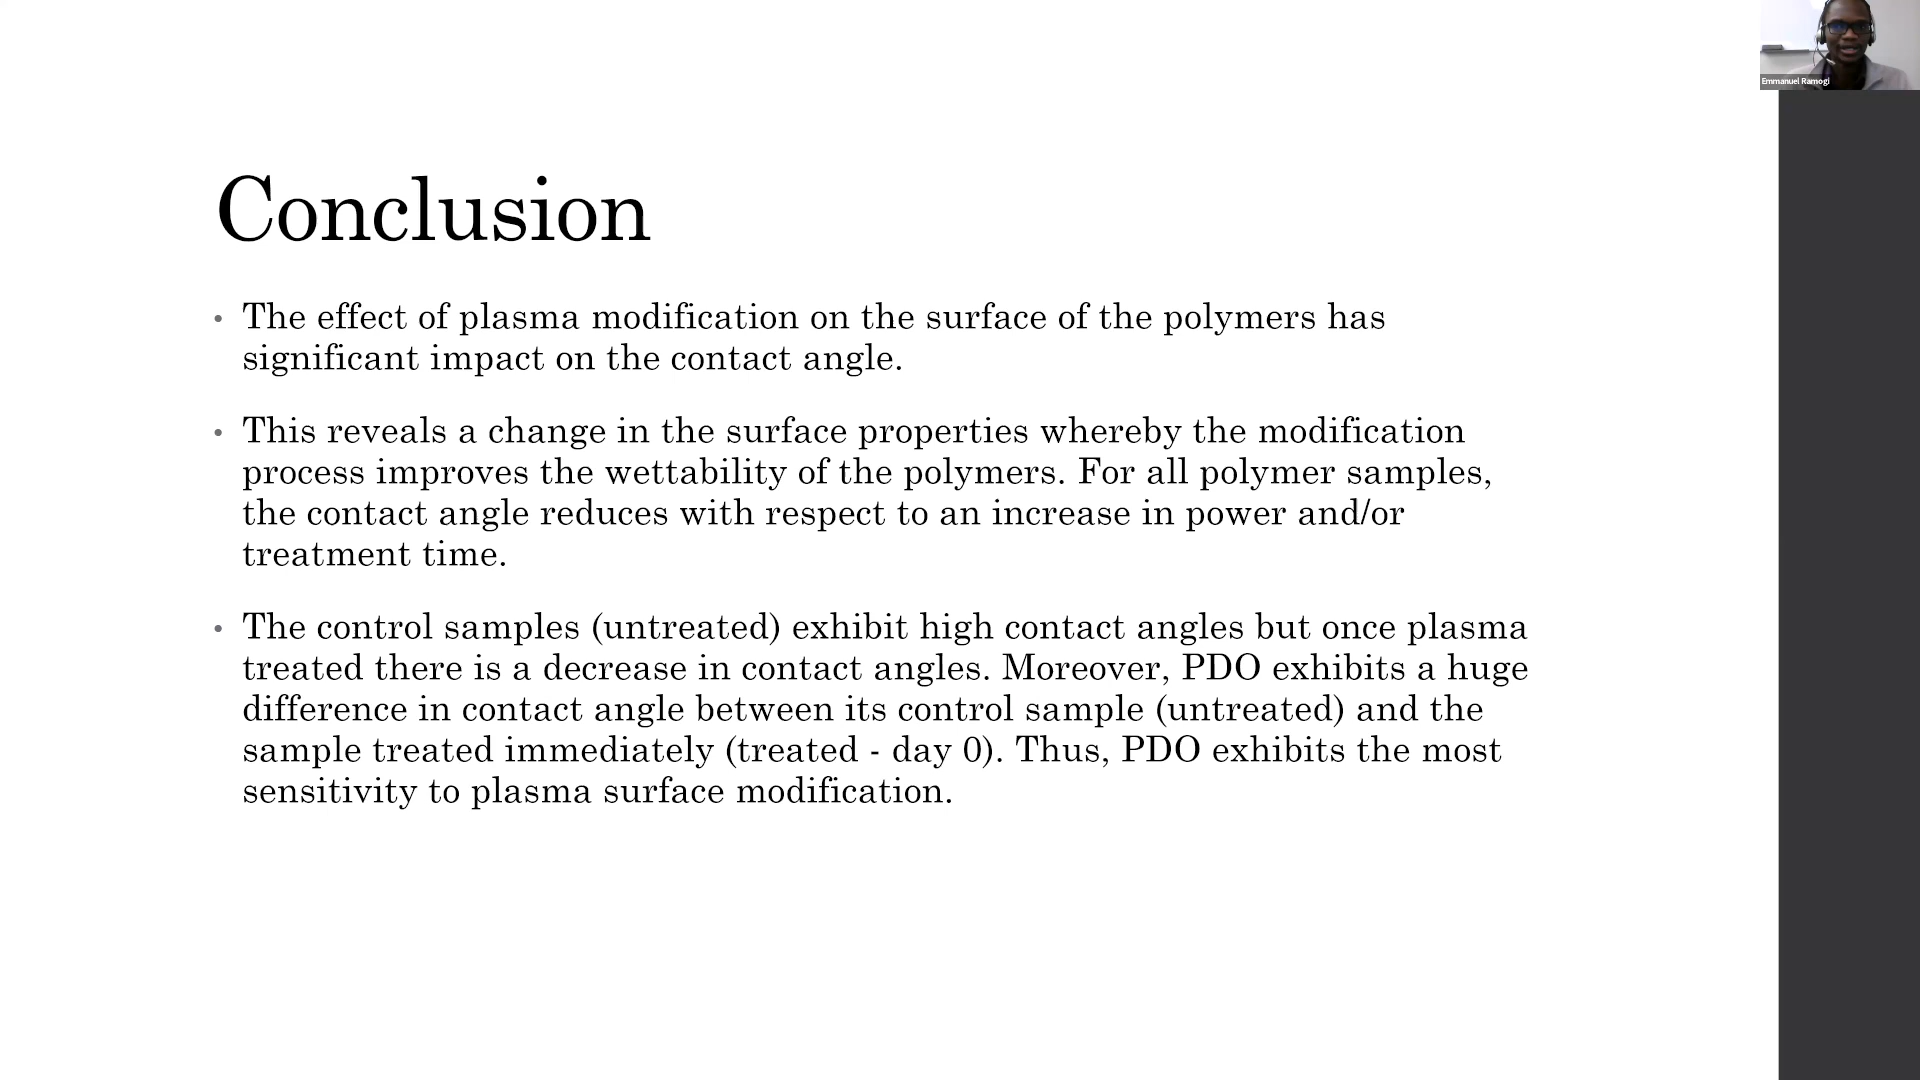 Emmanuel Ramogi
Conclusion
• The effect of plasma modification on the surface of the polymers has
significant impact on the contact angle.
• This reveals a change in the surface properties whereby the modification
process improves the wettability of the polymers. For all polymer samples,
the contact angle reduces with respect to an increase in power and/or
treatment time.
• The control samples (untreated) exhibit high contact angles but once plasma
treated there is a decrease in contact angles. Moreover, PDO exhibits a huge
difference in contact angle between its control sample (untreated) and the
sample treated immediately (treated - day 0). Thus, PDO exhibits the most
sensitivity to plasma surface modification.